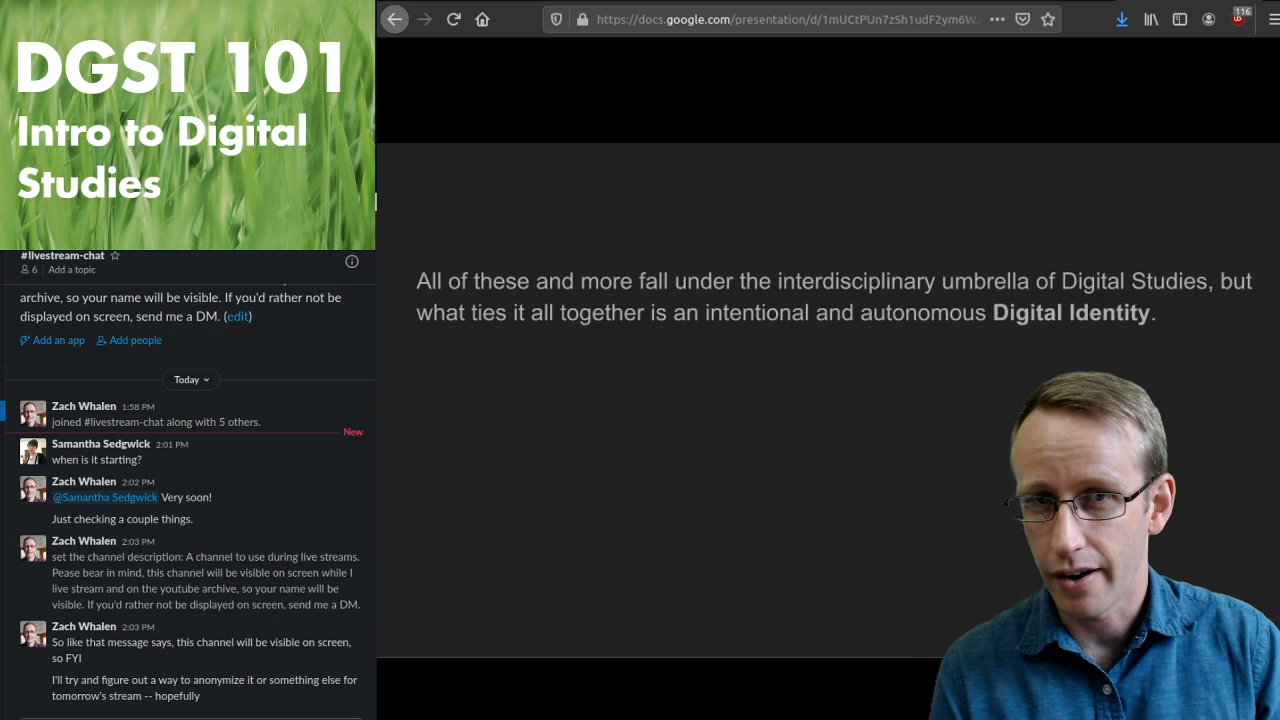 DGST 101
Intro to Digital
Studies
116
https://docs.google.com/presentation/d/1mUCtPUn7zSh1udF2ym6W
#livestream-chat
6 | Add a topic
archive, so your name will be visible. If you'd rather not be
displayed on screen, send me a DM. (edit)
Add an app Add people
Today
Zach Whalen 1:58 PM
joined #livestream-chat along with 5 others.
New
Samantha Sedgwick 2:01 PM
when is it starting?
Zach Whalen 2:02 PM
@Samantha Sedgwick Very soon!
Just checking a couple things.
Zach Whalen 2:03 PM
set the channel description: A channel to use during live streams.
Pease bear in mind, this channel will be visible on screen while I
live stream and on the youtube archive, so your name will be
visible. If you'd rather not be displayed on screen, send me a DM.
Zach Whalen 2:03 PM
So like that message says, this channel will be visible on screen,
so FYI
I'll try and figure out a way to anonymize it or something else for
tomorrow's stream -- hopefully
All of these and more fall under the interdisciplinary umbrella of Digital Studies, but
what ties it all together is an intentional and autonomous Digital Identity.